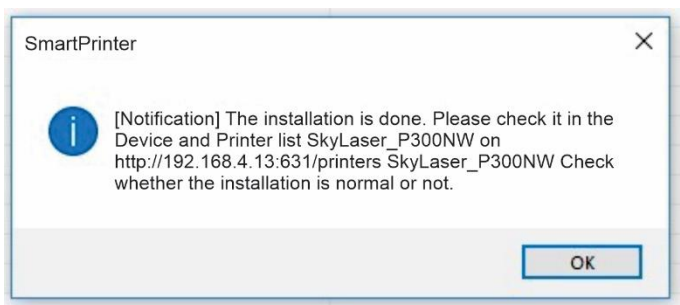 SmartPrinter
[Notification] The installation is done. Please check it in the
Device and Printer list SkyLaser_P300NW on
http://192.168.4.13:631/printers SkyLaser_P300NW Check
whether the installation is normal or not.
OK